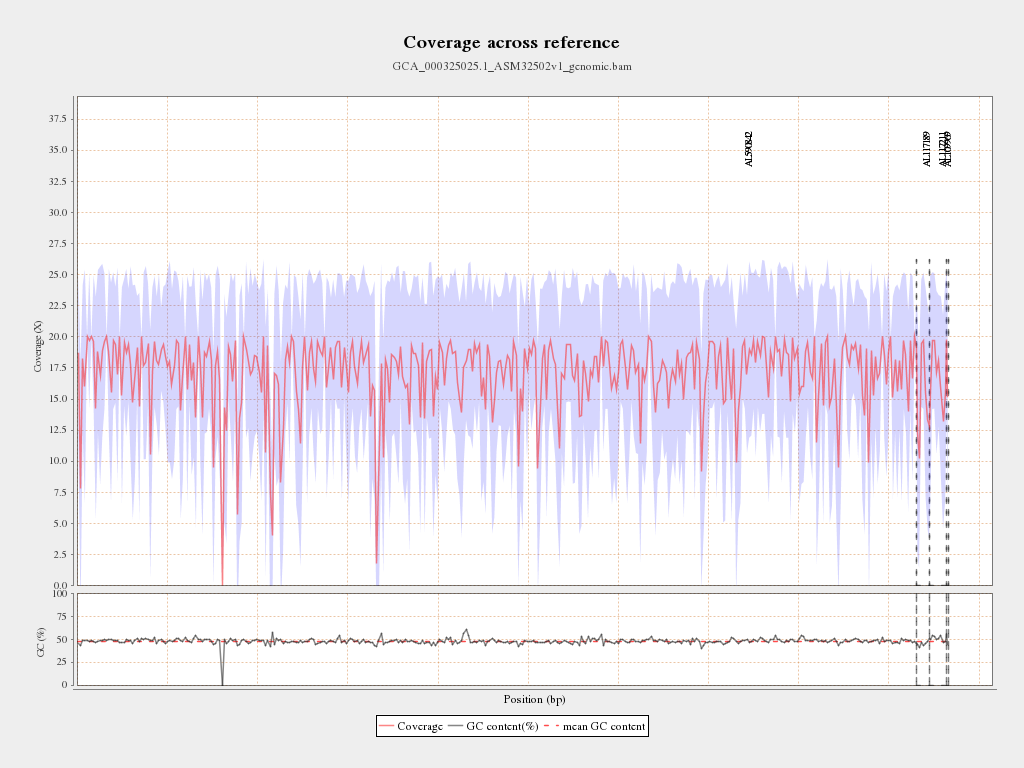 Coverage across reference
GCA_000325025.1_ASM32502v1_genomic.bam
37.5
35.0
32.5
30.0
27.5
25.0
22.5
20.0
17.5
15.0
12.5
10.0
7.5
5.0
2.5
0.0
Coverage (X)
AL590842
AL117189
AL117211
100
75
50
25
0
GC (%)
Position (bp)
Coverage GC content(%) mean GC content